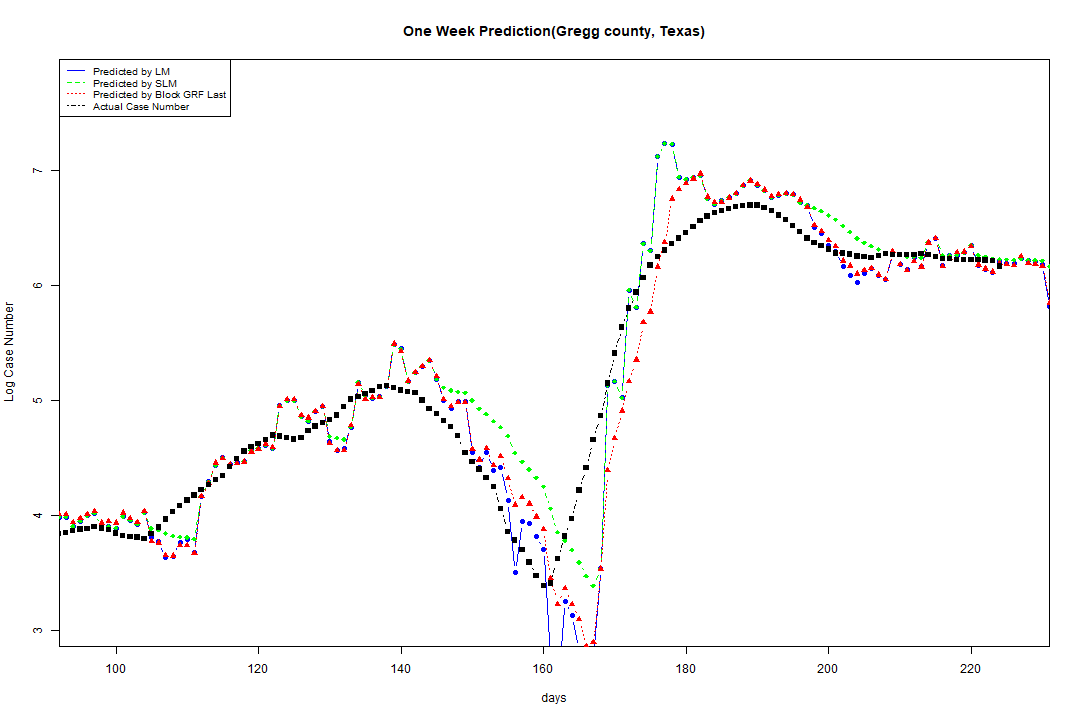 One Week Prediction(Gregg county, Texas)
Predicted by LM
Predicted by SLM
Predicted by Block GRF Last
Actual Case Number
7
6
5
4
3
Log Case Number
100 120 140 160 180 200 220
days